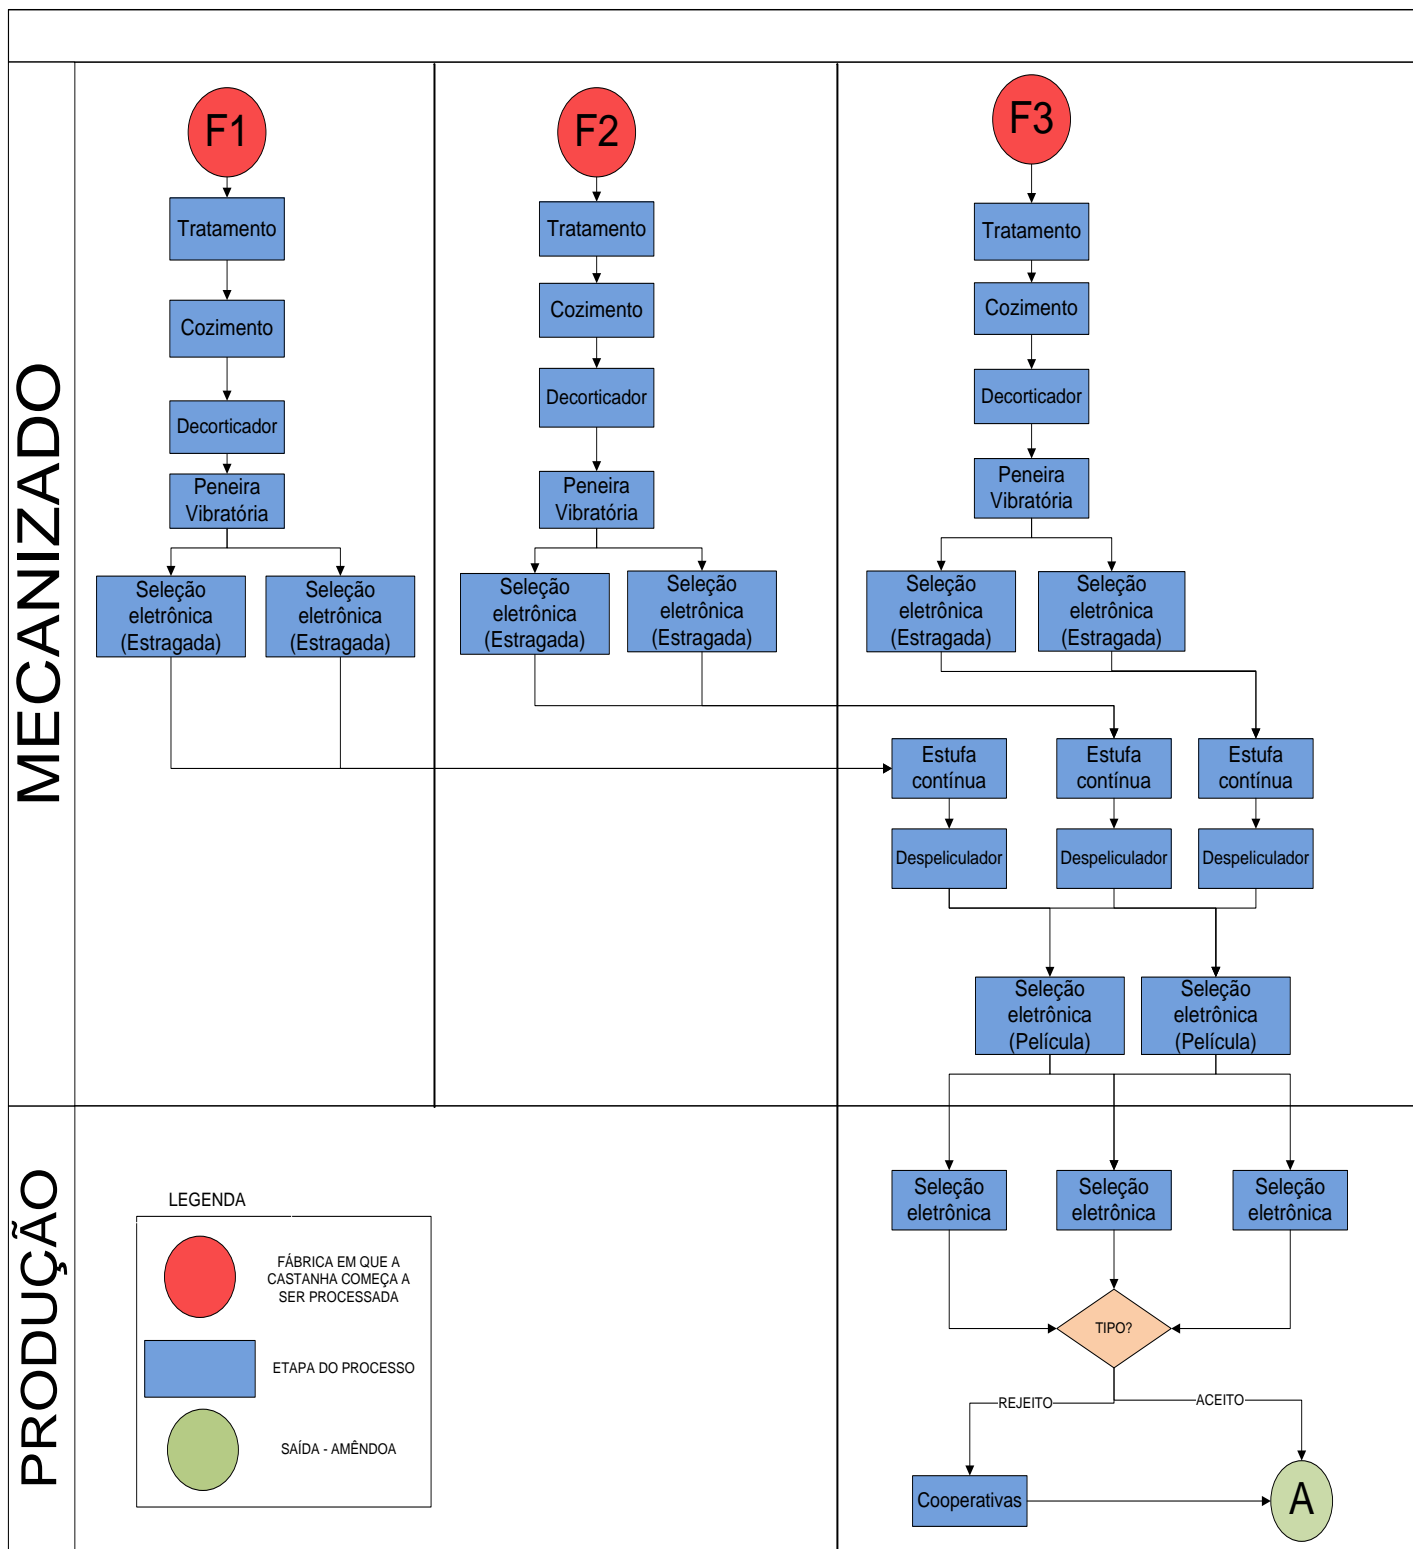 MECANIZADO
F1
Tratamento
Cozimento
Decorticador
Peneira
Vibratória
Seleção
eletrônica
(Estragada)
Seleção
eletrônica
(Estragada)
F2
Tratamento
Cozimento
Decorticador
Peneira
Vibratória
Seleção
eletrônica
(Estragada)
Seleção
eletrônica
(Estragada)
F3
Tratamento
Cozimento
Decorticador
Peneira
Vibratória
Seleção
eletrônica
(Estragada)
Seleção
eletrônica
(Estragada)
Estufa
contínua
Estufa
contínua
Estufa
contínua
Despeliculador
Despeliculador
Despeliculador
Seleção
eletrônica
(Película)
Seleção
eletrônica
(Película)
PRODUÇÃO
LEGENDA
FÁBRICA EM QUE A
CASTANHA COMEÇA A
SER PROCESSADA
ETAPA DO PROCESSO
SAÍDA - AMÊNDOA
Seleção
eletrônica
Seleção
eletrônica
Seleção
eletrônica
TIPO?
REJEITO
ACEITO
Cooperativas
A